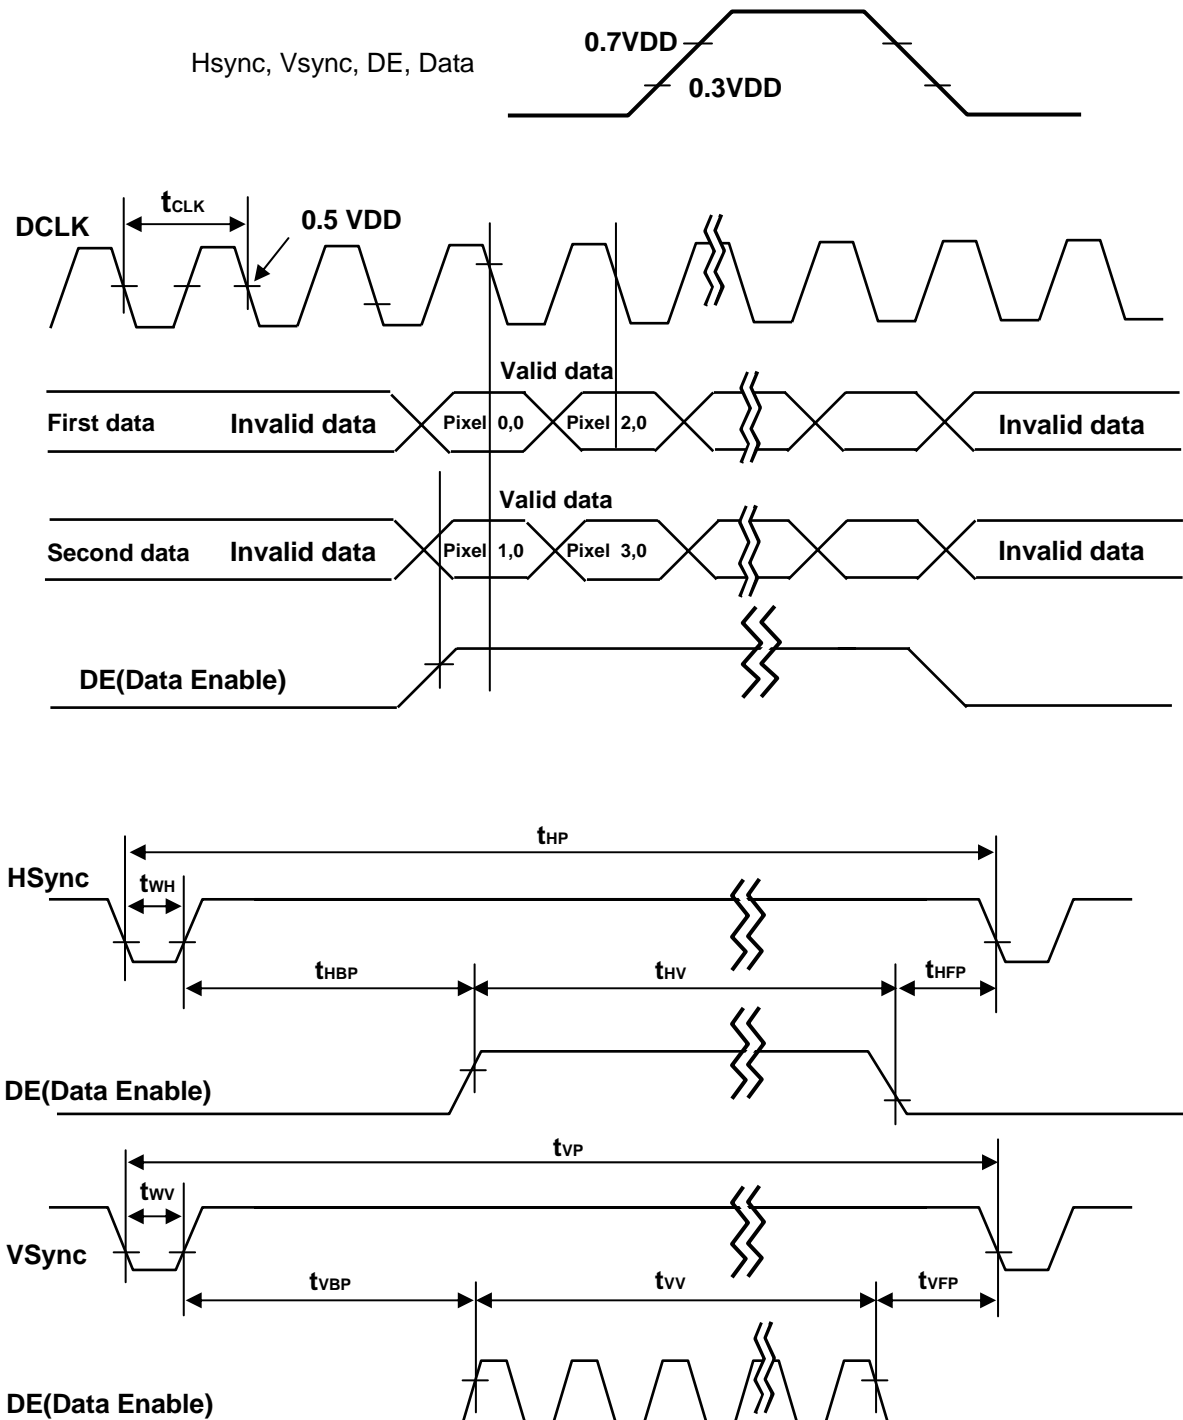 0.7VDD
Hsync, Vsync, DE, Data
0.3VDD
tCLK
DCLK
0.5 VDD
Valid data
First data Invalid data Pixel 0,0 Pixel 2,0 Invalid data
Valid data
Second data Invalid data Pixel 1,0 Pixel 3,0 Invalid data
DE(Data Enable)
tHP
HSync
tWH
tHBP tHV tHFP
DE(Data Enable)
tVP
tWV
VSync
tVBP tVV tVFP
DE(Data Enable)